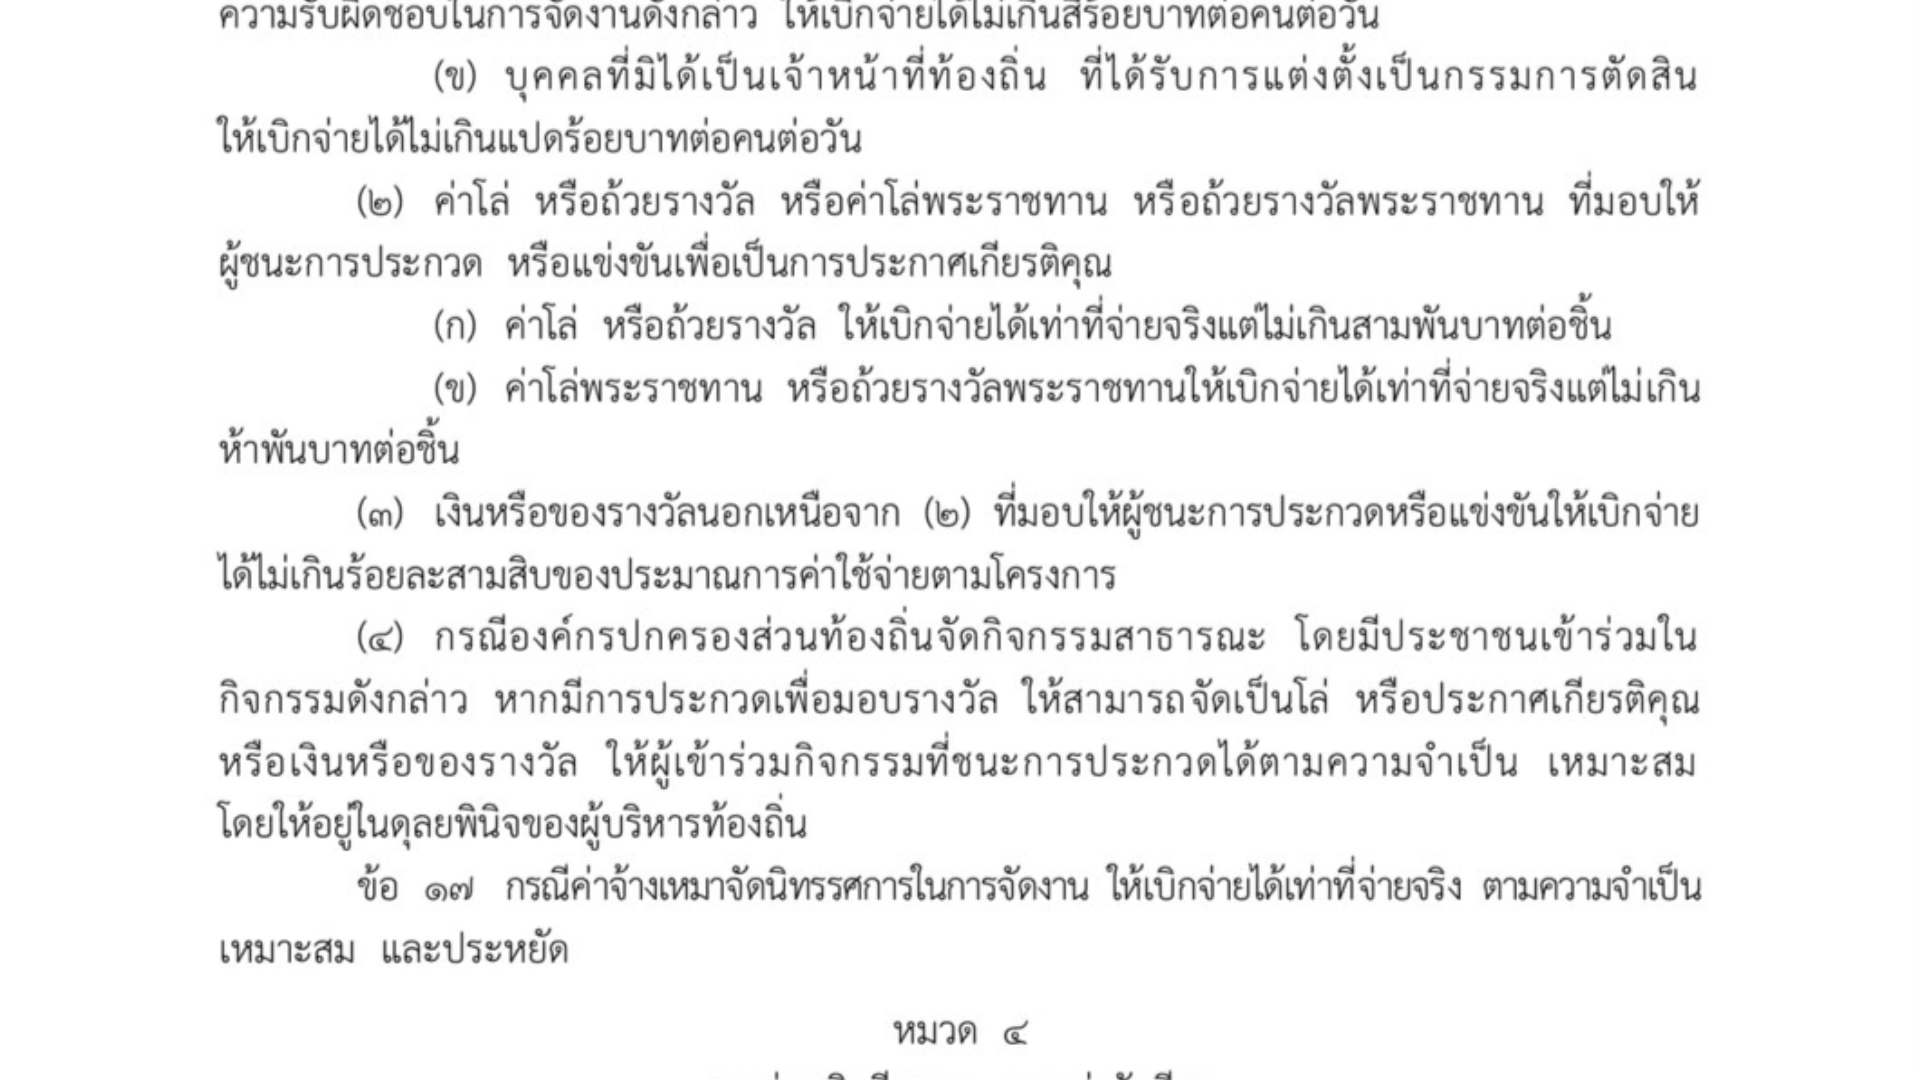 ความรับผิดชอบในการจัดงานดังกล่าว ให้เบิกจ่ายได้ไม่เกินสี่ร้อยบาทต่อคนต่อวัน
(ข) บุคคลที่มิได้เป็นเจ้าหน้าที่ท้องถิ่น ที่ได้รับการแต่งตั้งเป็นกรรมการตัดสิน
ให้เบิกจ่ายได้ไม่เกินแปดร้อยบาทต่อคนต่อวัน
(๒) ค่าโล่ หรือถ้วยรางวัล หรือค่าโล่พระราชทาน หรือถ้วยรางวัลพระราชทาน ที่มอบให้
ผู้ชนะการประกวด หรือแข่งขันเพื่อเป็นการประกาศเกียรติคุณ
(ก) ค่าโล่ หรือถ้วยรางวัล ให้เบิกจ่ายได้เท่าที่จ่ายจริงแต่ไม่เกินสามพันบาทต่อชิ้น
(ข) ค่าโล่พระราชทาน หรือถ้วยรางวัลพระราชทานให้เบิกจ่ายได้เท่าที่จ่ายจริงแต่ไม่เกิน
ห้าพันบาทต่อชิ้น
(๓) เงินหรือของรางวัลนอกเหนือจาก (๒) ที่มอบให้ผู้ชนะการประกวดหรือแข่งขันให้เบิกจ่าย
ได้ไม่เกินร้อยละสามสิบของประมาณการค่าใช้จ่ายตามโครงการ
(๔) กรณีองค์กรปกครองส่วนท้องถิ่นจัดกิจกรรมสาธารณะ โดยมีประชาชนเข้าร่วมใน
กิจกรรมดังกล่าว หากมีการประกวดเพื่อมอบรางวัล ให้สามารถจัดเป็นโล่ หรือประกาศเกียรติคุณ
หรือเงินหรือของรางวัล ให้ผู้เข้าร่วมกิจกรรมที่ชนะการประกวดได้ตามความจำเป็น เหมาะสม
โดยให้อยู่ในดุลยพินิจของผู้บริหารท้องถิ่น
ข้อ ๑๗ กรณีค่าจ้างเหมาจัดนิทรรศการในการจัดงาน ให้เบิกจ่ายได้เท่าที่จ่ายจริง ตามความจำเป็น
เหมาะสม และประหยัด
หมวด ๔